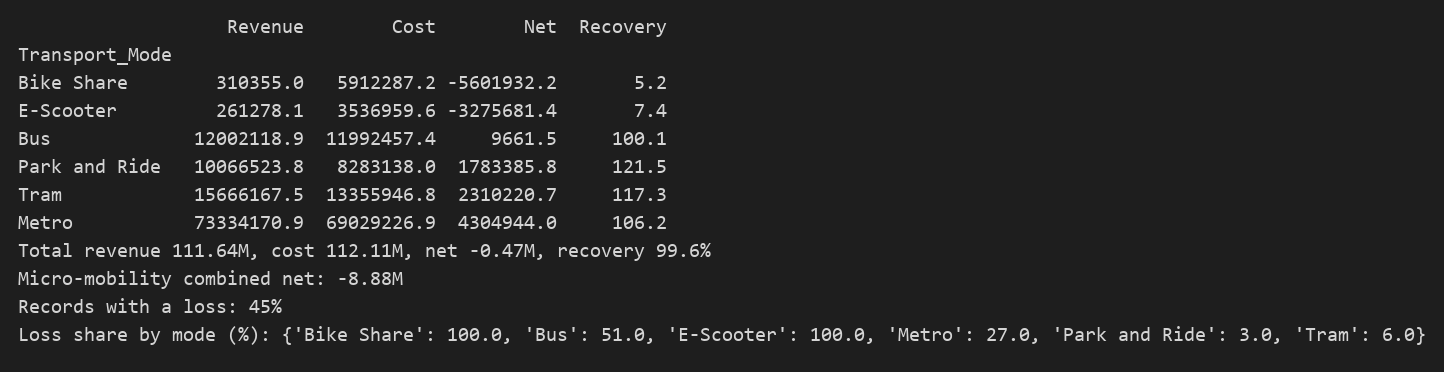 Revenue Cost Net Recovery
Transport_Mode
Bike Share 310355.0 5912287.2 -5601932.2 5.2
E-Scooter 261278.1 3536959.6 -3275681.4 7.4
Bus 12002118.9 11992457.4 9661.5 100.1
Park and Ride 10066523.8 8283138.0 1783385.8 121.5
Tram 15666167.5 13355946.8 2310220.7 117.3
Metro 73334170.9 69029226.9 4304944.0 106.2
Total revenue 111.64M, cost 112.11M, net -0.47M, recovery 99.6%
Micro-mobility combined net: -8.88M
Records with a loss: 45%
Loss share by mode (%): {'Bike Share': 100.0, 'Bus': 51.0, 'E-Scooter': 100.0, 'Metro': 27.0, 'Park and Ride': 3.0, 'Tram': 6.0}